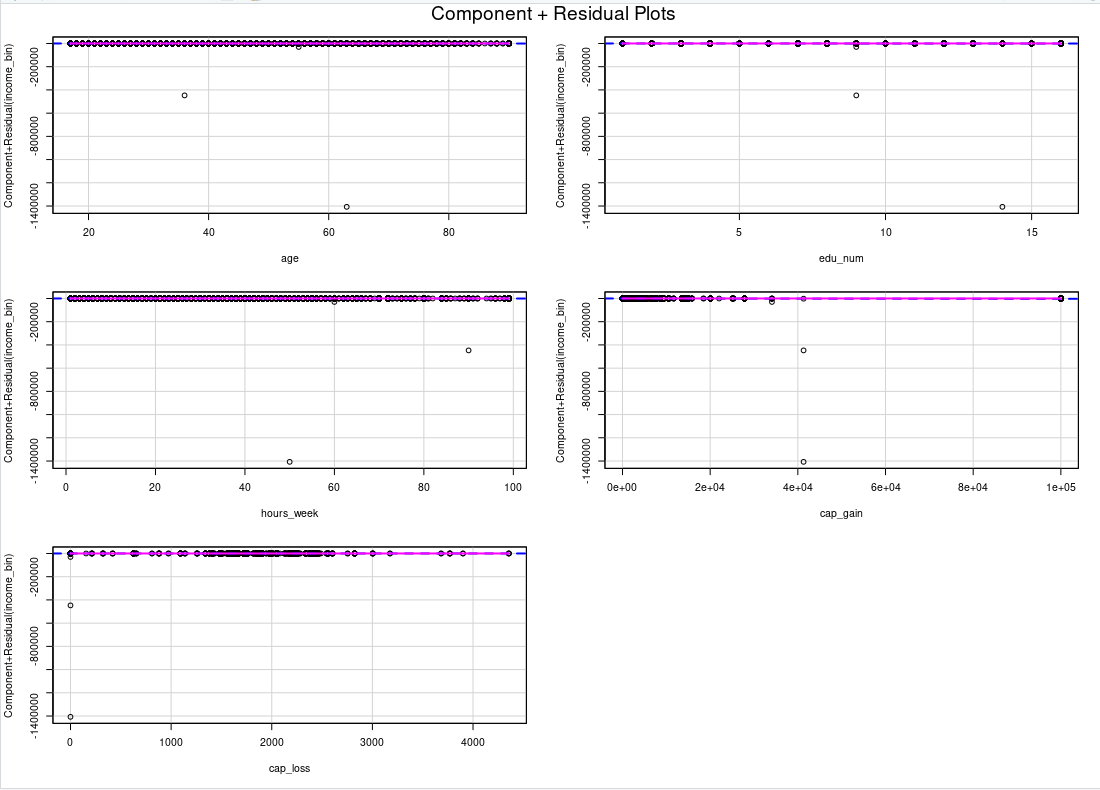 Component + Residual Plots
Component+Residual(income_bin)
-200000
-800000
-1400000
20
40
60
80
age
Component+Residual(income_bin)
-200000
-800000
-1400000
5
10
15
edu_num
Component+Residual(income_bin)
-200000
-800000
-1400000
0
20
40
60
80
100
hours_week
Component+Residual(income_bin)
-200000
-800000
-1400000
0e+00
2e+04
4e+04
6e+04
8e+04
1e+05
cap_gain
Component+Residual(income_bin)
-200000
-800000
-1400000
0
1000
2000
3000
4000
cap_loss